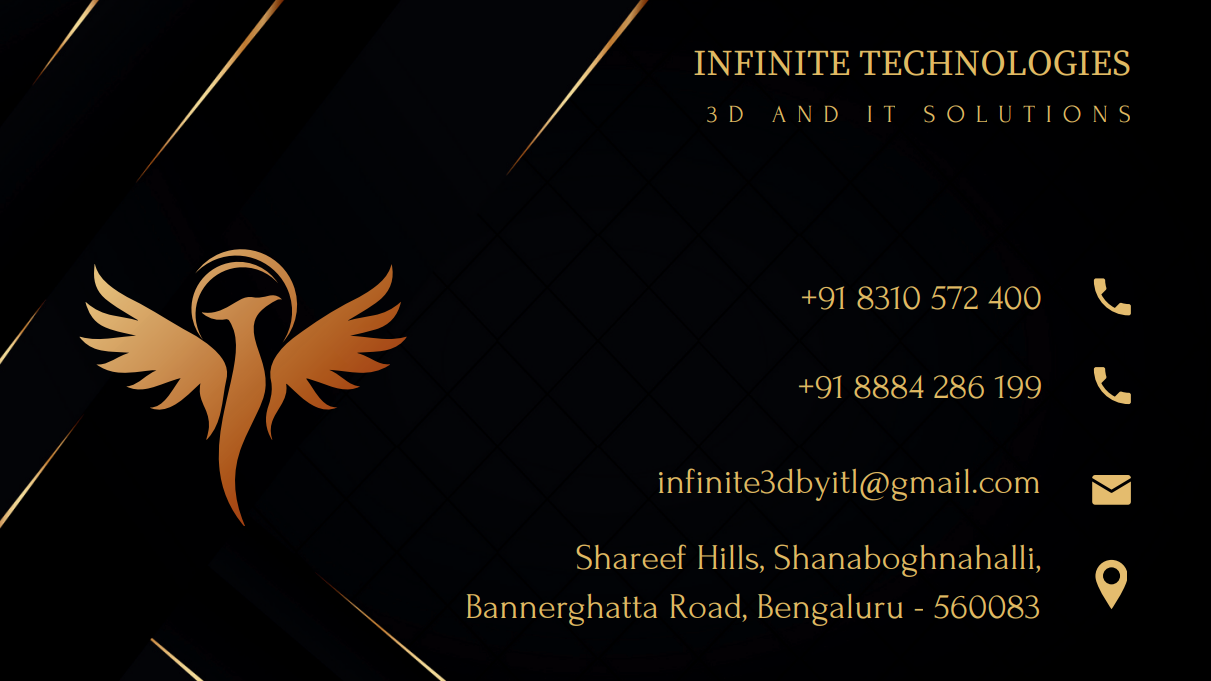 INFINITE TECHNOLOGIES
3D AND IT SOLUTIONS
+91 8310 572 400
+91 8884 286 199
infinite3dbyitl@gmail.com
Shareef Hills, Shanaboghnahalli,
Bannerghatta Road, Bengaluru - 560083